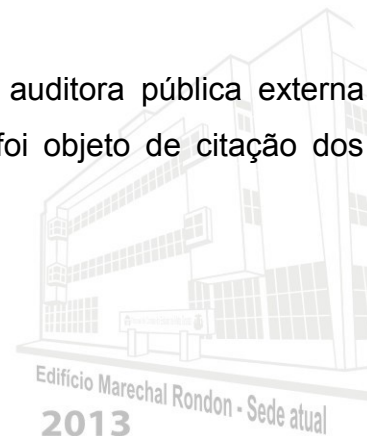 auditora pública externa
foi objeto de citação dos
Edifício Marechal Rondon - Sede atual
2013